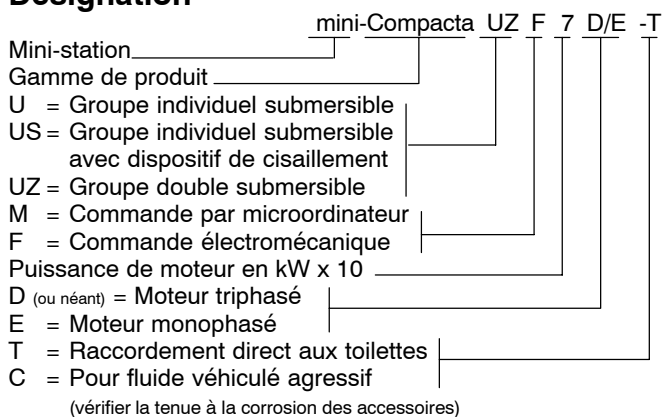 Désignation
mini-Compacta UZ F 7 D/E -T
Mini-station
Gamme de produit
U = Groupe individuel submersible
US = Groupe individuel submersible
avec dispositif de cisaillement
UZ = Groupe double submersible
M = Commande par microordinateur
F = Commande électromécanique
Puissance de moteur en kW x 10
D (ou néant) = Moteur triphasé
E = Moteur monophasé
T = Raccordement direct aux toilettes
C = Pour fluide véhiculé agressif
(vérifier la tenue à la corrosion des accessoires)